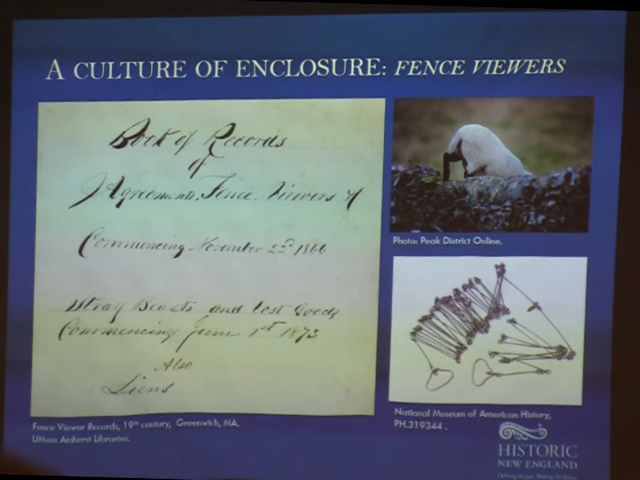 A CULTURE OF ENCLOSURE: FENCE VIEWERS
Book of Records
of
Agreements, Fence Viewers &
Commencing November 22d 1866
Stray Beasts and Lost Goods
Commencing June 1st 1873
Also
Liens
Fence Viewer Records, 19th century, Greenwich, MA.
UMass Amherst Libraries.
Photo: Peak District Online.
National Museum of American History,
PH.319344.
HISTORIC
NEW ENGLAND